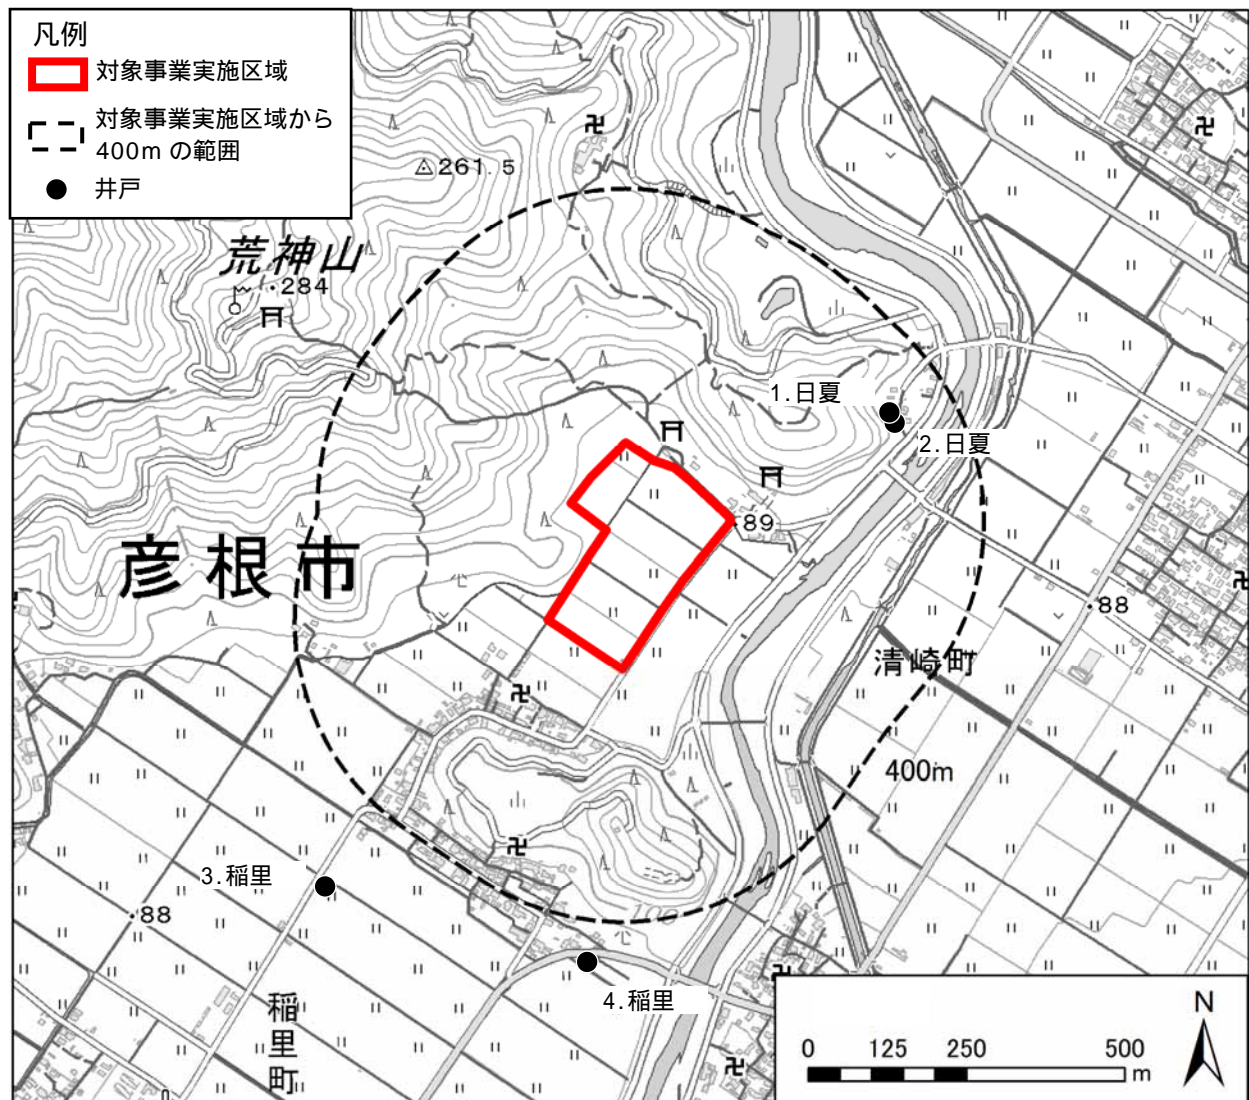 凡例
対象事業実施区域
対象事業実施区域から
400m の範囲
井戸
261.5
荒神山
284
1.日夏
2.日夏
89
彦根市
88
清崎町
400m
3.稲里
88
100
4.稲里
稲里町
N
0 125 250 500
m